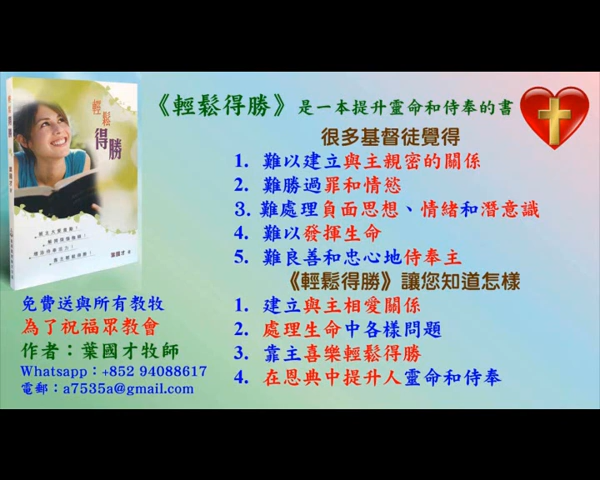 《輕鬆得勝》是一本提升靈命和侍奉的書
很多基督徒覺得
1. 難以建立與主親密的關係
2. 難勝過罪和情慾
3. 難處理負面思想、情緒和潛意識
4. 難以發揮生命
5. 難良善和忠心地侍奉主
《輕鬆得勝》讓您知道怎樣
1. 建立與主相愛關係
2. 處理生命中各樣問題
3. 靠主喜樂輕鬆得勝
4. 在恩典中提升人靈命和侍奉
輕鬆
得勝
葉國才 著
輕鬆得勝
免費送與所有教牧
為了祝福眾教會
作者：葉國才牧師
Whatsapp：+852 94088617
電郵：a7535a@gmail.com